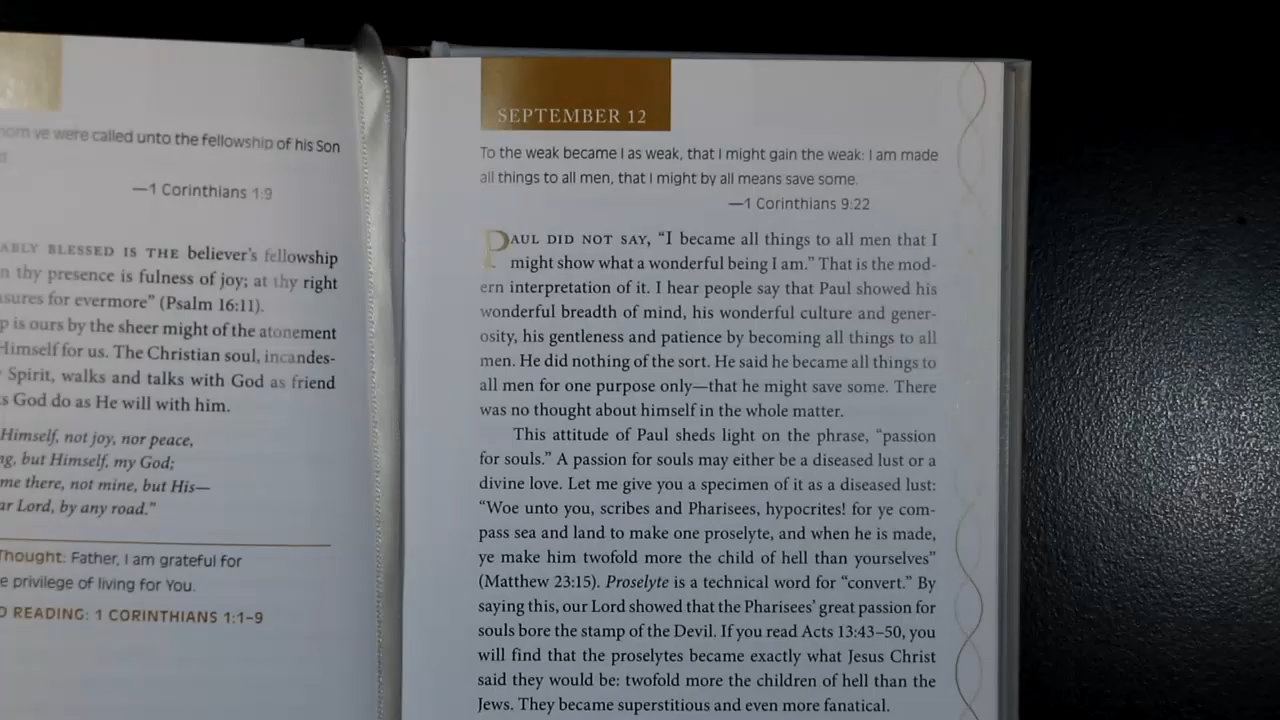 ye were called unto the fellowship of his Son
—1 Corinthians 1:9
BLESSED IS THE believer's fellowship
thy presence is fulness of joy; at thy right
for evermore" (Psalm 16:11).
is ours by the sheer might of the atonement
Himself for us. The Christian soul, incandes-
Spirit, walks and talks with God as friend
God do as He will with him.
Himself, not joy, nor peace,
but Himself, my God;
me there, not mine, but His—
Lord, by any road."
Thought: Father, I am grateful for
privilege of living for You.
READING: 1 CORINTHIANS 1:1–9
SEPTEMBER 12
To the weak became I as weak, that I might gain the weak: I am made
all things to all men, that I might by all means save some.
—1 Corinthians 9:22
PAUL DID NOT SAY, "I became all things to all men that I
might show what a wonderful being I am." That is the mod-
ern interpretation of it. I hear people say that Paul showed his
wonderful breadth of mind, his wonderful culture and gener-
osity, his gentleness and patience by becoming all things to all
men. He did nothing of the sort. He said he became all things to
all men for one purpose only—that he might save some. There
was no thought about himself in the whole matter.
This attitude of Paul sheds light on the phrase, "passion
for souls." A passion for souls may either be a diseased lust or a
divine love. Let me give you a specimen of it as a diseased lust:
"Woe unto you, scribes and Pharisees, hypocrites! for ye com-
pass sea and land to make one proselyte, and when he is made,
ye make him twofold more the child of hell than yourselves"
(Matthew 23:15). Proselyte is a technical word for "convert." By
saying this, our Lord showed that the Pharisees' great passion for
souls bore the stamp of the Devil. If you read Acts 13:43–50, you
will find that the proselytes became exactly what Jesus Christ
said they would be: twofold more the children of hell than the
Jews. They became superstitious and even more fanatical.